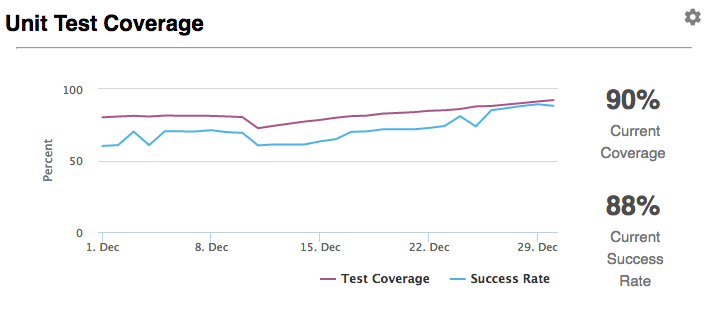 Unit Test Coverage
100
50
0
Percent
1. Dec 8. Dec 15. Dec 22. Dec 29. Dec
Test Coverage Success Rate
90%
Current
Coverage
88%
Current
Success
Rate